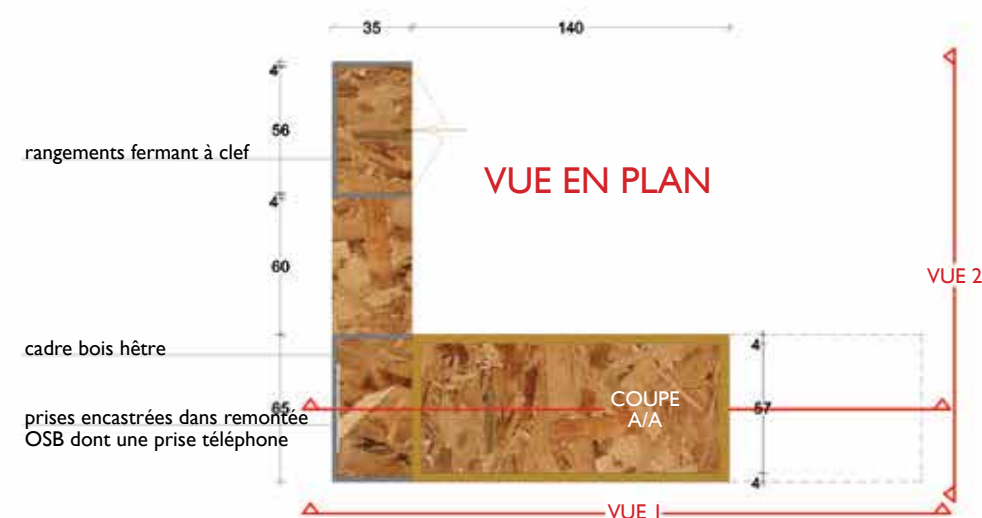 35
140
4
56
rangements fermant à clef
VUE EN PLAN
4
60
VUE 2
cadre bois hêtre
4
65
prises encastrées dans remontée
OSB dont une prise téléphone
COUPE
A/A
57
4
VUE 1